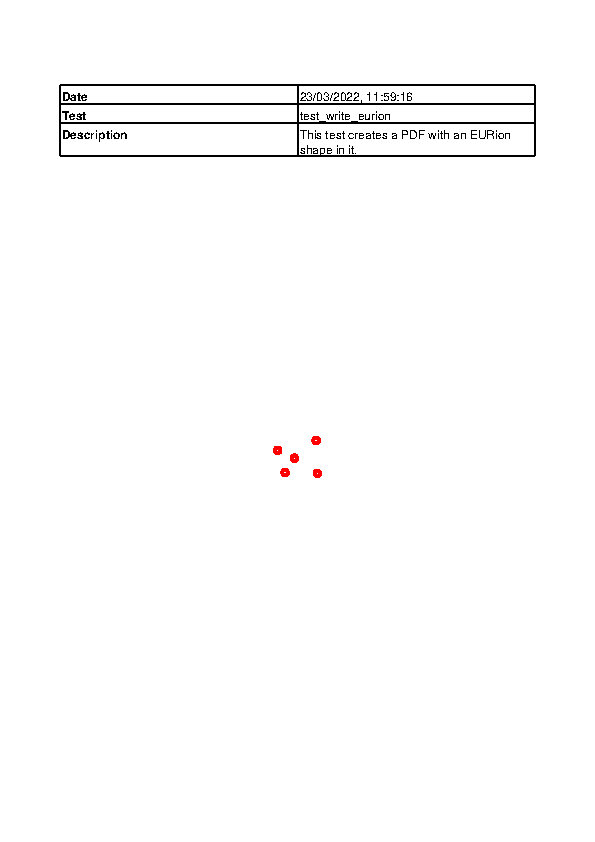 Date 23/03/2022, 11:59:16
Test test_write_eurion
Description This test creates a PDF with an EURion
shape in it.